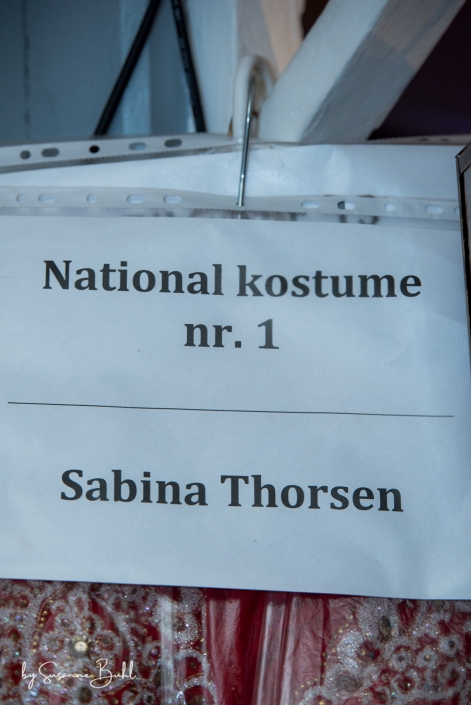 National kostume
nr. 1
Sabina Thorsen
by Susanne Buhl